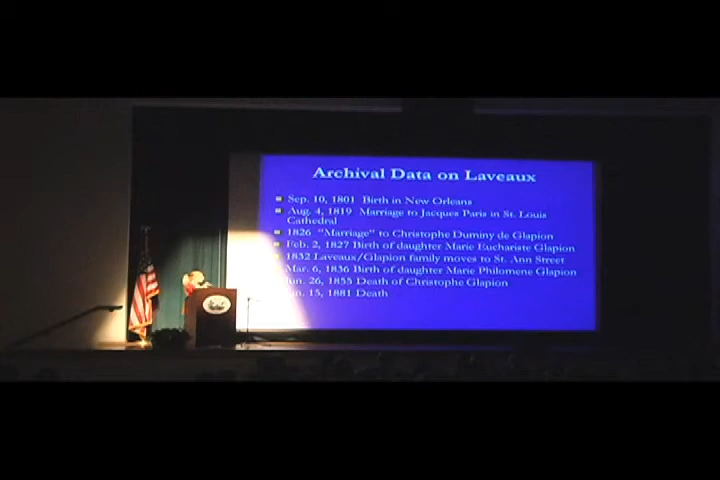 Archival Data on Laveaux
Sep. 10, 1801 Birth in New Orleans
Aug. 4, 1819 Marriage to Jacques Paris in St. Louis
Cathedral
1826 "Marriage" to Christophe Duminy de Glapion
Feb. 2, 1827 Birth of daughter Marie Euchariste Glapion
1832 Laveaux/Glapion family moves to St. Ann Street
Mar. 6, 1836 Birth of daughter Marie Philomene Glapion
Jun. 26, 1855 Death of Christophe Glapion
Jun. 15, 1881 Death